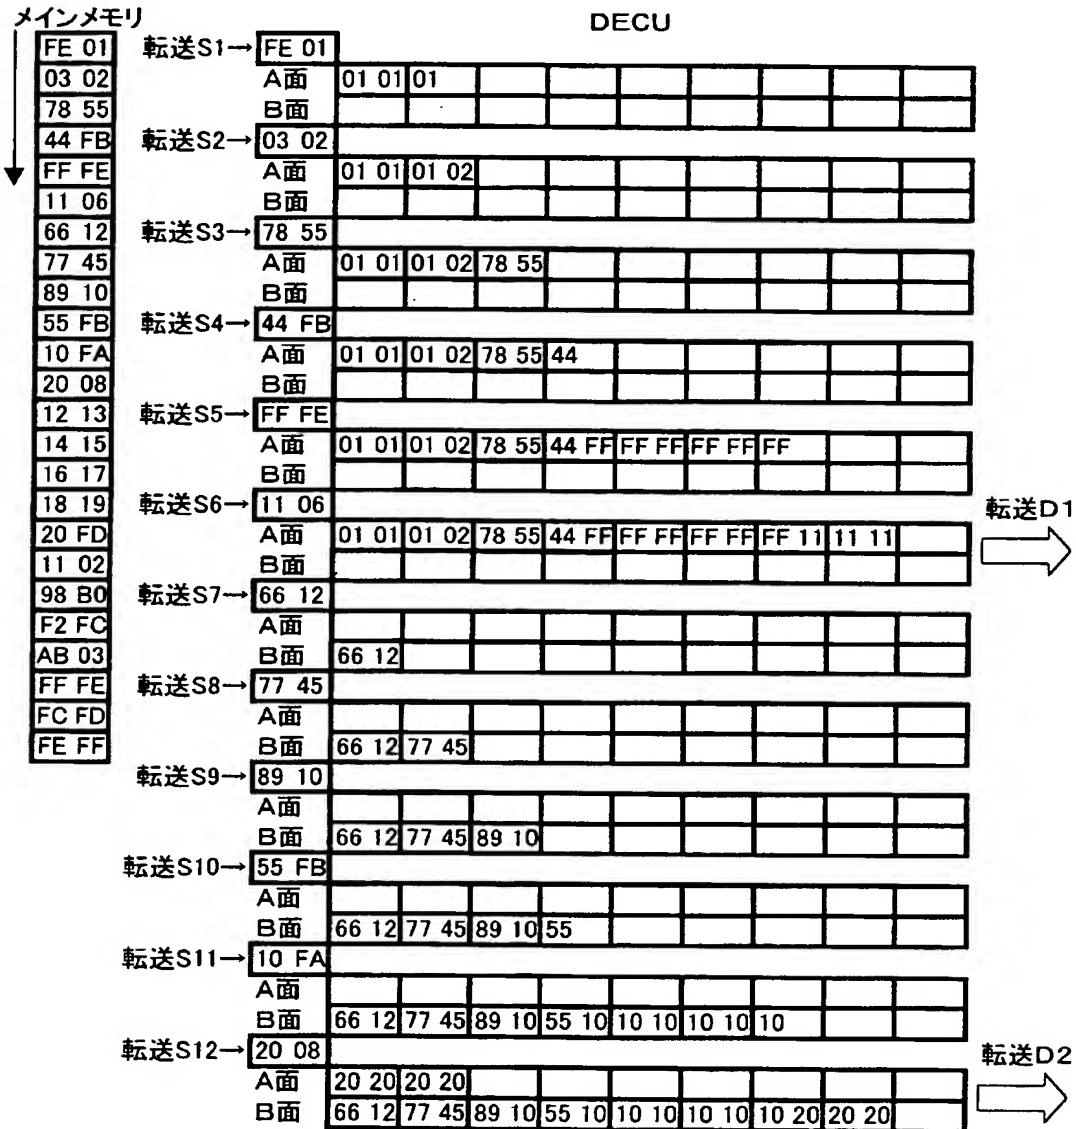 メインメモリ
DECU
FE 01
03 02
78 55
44 FB
FF FE
11 06
66 12
77 45
89 10
55 FB
10 FA
20 08
12 13
14 15
16 17
18 19
20 FD
11 02
98 B0
F2 FC
AB 03
FF FE
FC FD
FE FF
転送S1→ FE 01
A面 01 01 01
B面
転送S2→ 03 02
A面 01 01 01 02
B面
転送S3→ 78 55
A面 01 01 01 02 78 55
B面
転送S4→ 44 FB
A面 01 01 01 02 78 55 44
B面
転送S5→ FF FE
A面 01 01 01 02 78 55 44 FF FF FF FF FF FF
B面
転送S6→ 11 06
A面 01 01 01 02 78 55 44 FF FF FF FF FF FF 11 11 11
B面
転送D1
転送S7→ 66 12
A面
B面 66 12
転送S8→ 77 45
A面
B面 66 12 77 45
転送S9→ 89 10
A面
B面 66 12 77 45 89 10
転送S10→ 55 FB
A面
B面 66 12 77 45 89 10 55
転送S11→ 10 FA
A面
B面 66 12 77 45 89 10 55 10 10 10 10 10 10
転送S12→ 20 08
A面 20 20 20 20
B面 66 12 77 45 89 10 55 10 10 10 10 10 10 20 20 20
転送D2